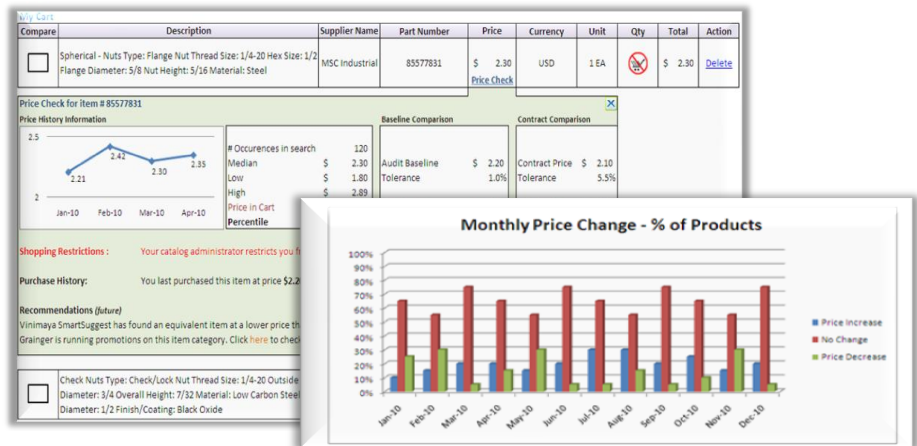 My Cart
Compare Description Supplier Name Part Number Price Currency Unit Qty Total Action
Spherical - Nuts Type: Flange Nut Thread Size: 1/4-20 Hex Size: 1/2
Flange Diameter: 5/8 Nut Height: 5/16 Material: Steel
MSC Industrial 85577831 $ 2.30 USD 1 EA $ 2.30 Delete
Price Check
Price Check for item # 85577831
Price History Information Baseline Comparison Contract Comparison
2.5
2.21 2.42 2.30 2.35
2
Jan-10 Feb-10 Mar-10 Apr-10
# Occurences in search 120
Median $ 2.30
Low $ 1.80
High $ 2.89
Price in Cart
Percentile
Audit Baseline $ 2.20
Tolerance 1.0%
Contract Price $ 2.10
Tolerance 5.5%
Shopping Restrictions : Your catalog administrator restricts you
Purchase History: You last purchased this item at price $2.2
Recommendations (future)
Vinimaya SmartSuggest has found an equivalent item at a lower price
Grainger is running promotions on this item category. Click here to
Check Nuts Type: Check/Lock Nut Thread Size: 1/4-20 Outside
Diameter: 3/4 Overall Height: 7/32 Material: Low Carbon Steel
Diameter: 1/2 Finish/Coating: Black Oxide
Monthly Price Change - % of Products
100%
90%
80%
70%
60%
50%
40%
30%
20%
10%
0%
Jan-10 Feb-10 Mar-10 Apr-10 May-10 Jun-10 Jul-10 Aug-10 Sep-10 Oct-10 Nov-10 Dec-10
Price Increase
No Change
Price Decrease